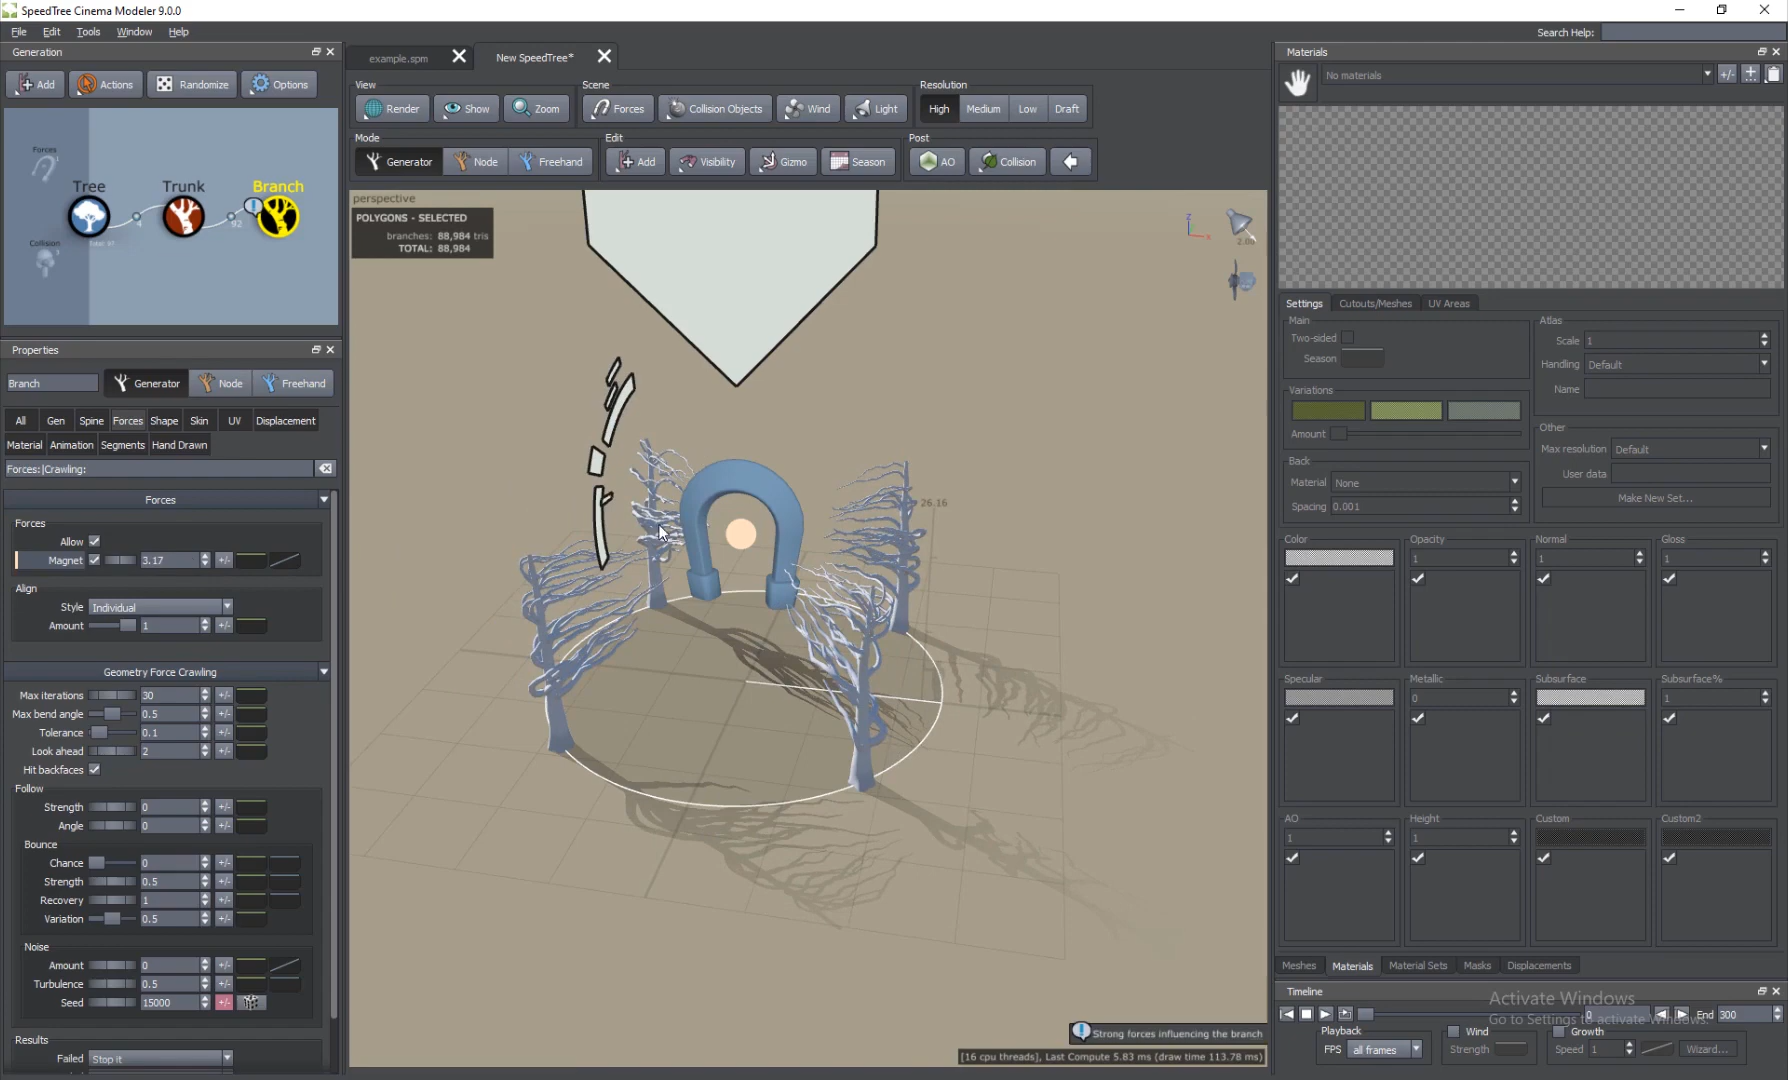 SpeedTree Cinema Modeler 9.0.0
File Edit Tools Window Help
Search Help:
Generation
Add Actions Randomize Options
Forces
Tree Trunk Branch
4 92
Collision
Properties
Branch Generator Node Freehand
All Gen Spine Forces Shape Skin UV Displacement
Material Animation Segments Hand Drawn
Forces:|Crawling:
Forces
Forces
Allow
Magnet 3.17 +/-
Align
Style Individual
Amount 1 +/-
Geometry Force Crawling
Max iterations 30 +/-
Max bend angle 0.5 +/-
Tolerance 0.1 +/-
Look ahead 2 +/-
Hit backfaces
Follow
Strength 0 +/-
Angle 0 +/-
Bounce
Chance 0 +/-
Strength 0.5 +/-
Recovery 1 +/-
Variation 0.5 +/-
Noise
Amount 0 +/-
Turbulence 0.5 +/-
Seed 15000 +/-
Results
Failed Stop it
example.spm New SpeedTree*
View Scene Resolution
Render Show Zoom Forces Collision Objects Wind Light High Medium Low Draft
Mode Edit Post
Generator Node Freehand Add Visibility Gizmo Season AO Collision
perspective
POLYGONS - SELECTED
branches: 88,984 tris
TOTAL: 88,984
z
x
2.00
26.16
Strong forces influencing the branch
[16 cpu threads], Last Compute 5.83 ms (draw time 113.78 ms)
Materials
No materials +/-
Settings Cutouts/Meshes UV Areas
Main
Two-sided
Season
Variations
Amount
Back
Material None
Spacing 0.001
Atlas
Scale 1
Handling Default
Name
Other
Max resolution Default
User data
Make New Set...
Color Opacity Normal Gloss
1 1 1
Specular Metallic Subsurface Subsurface%
0 1
AO Height Custom Custom2
1 1
Meshes Materials Material Sets Masks Displacements
Timeline
Activate Windows
Go to Settings to activate Windows.
0 End 300
Playback Wind Growth
FPS all frames Strength Speed 1 Wizard...